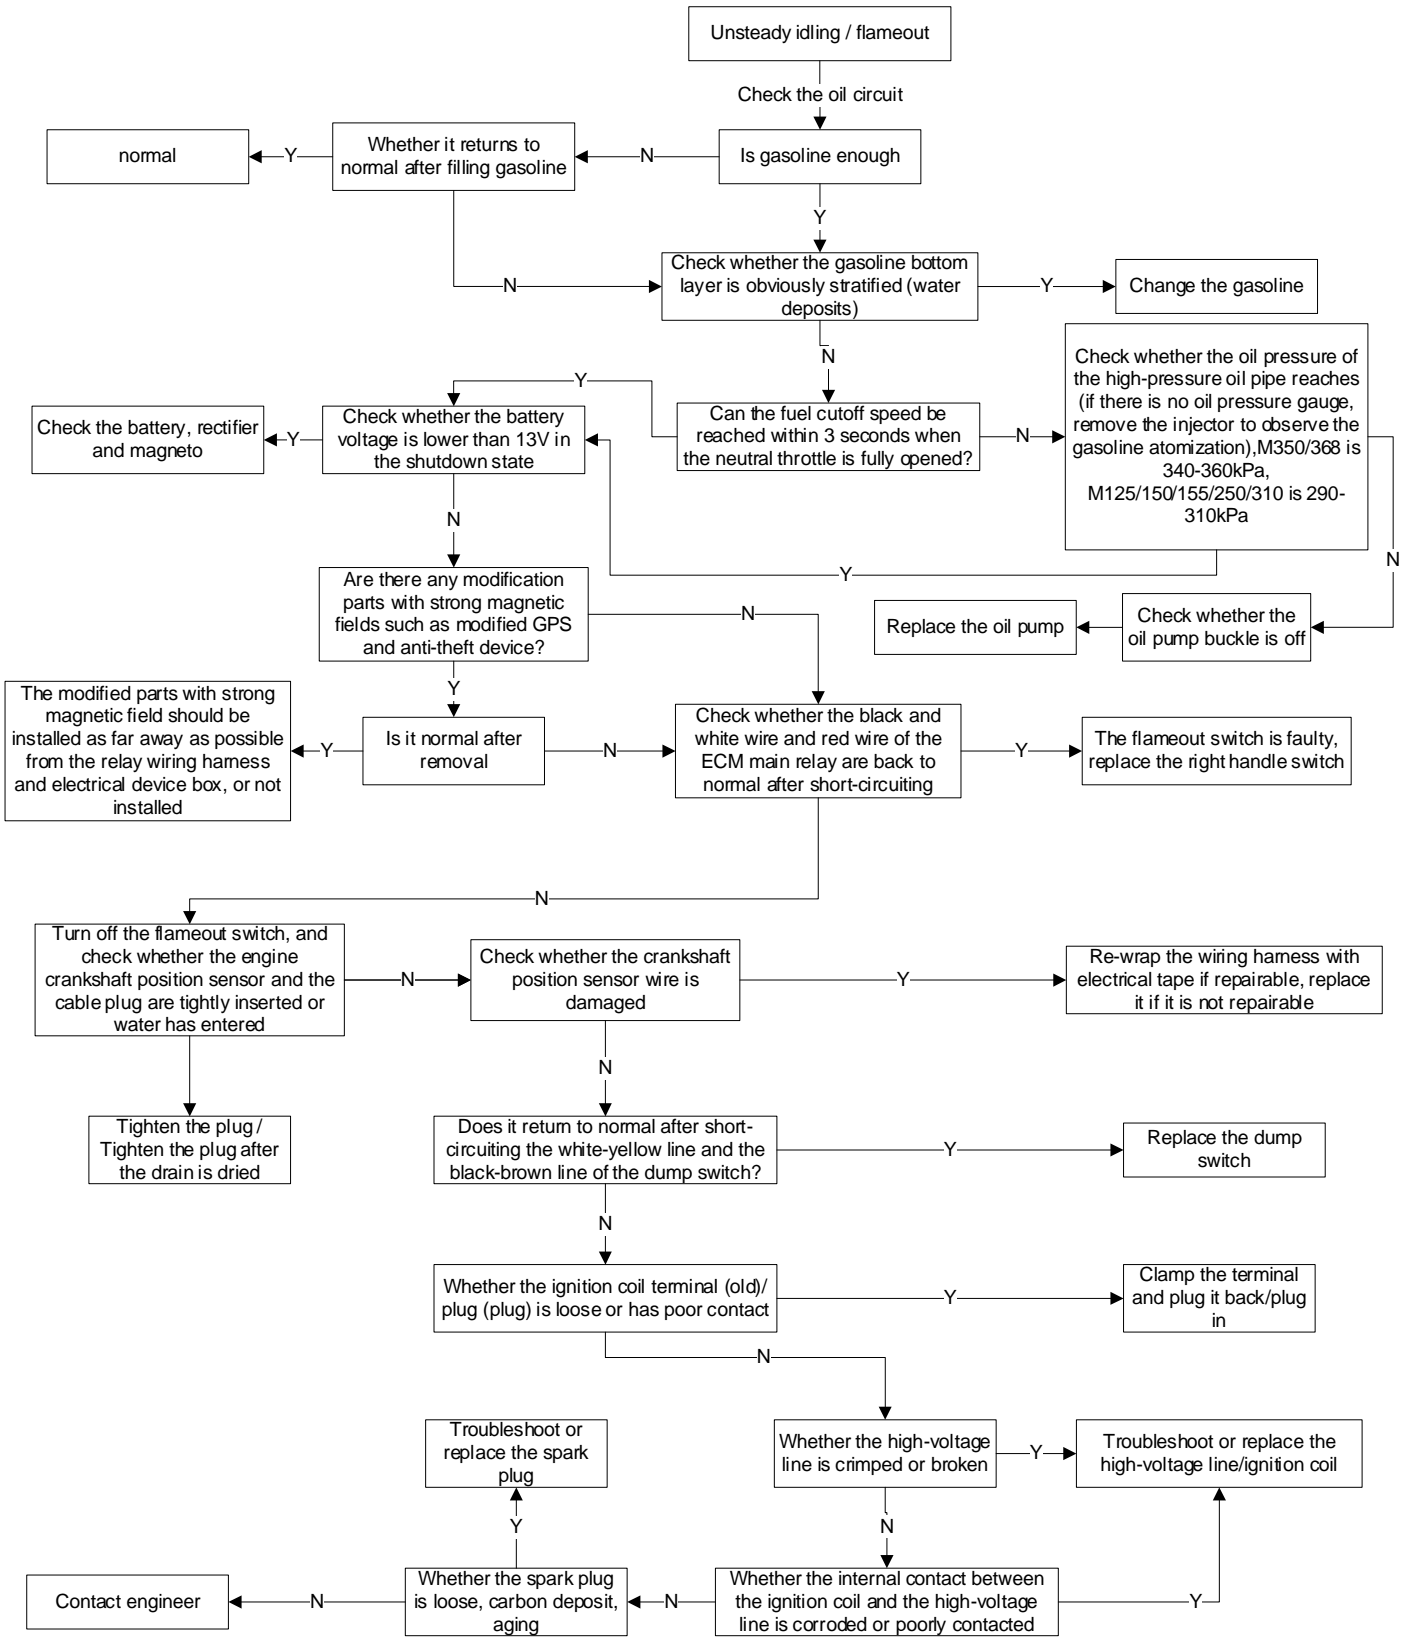 Unsteady idling / flameout
Check the oil circuit
normal
Y
Whether it returns to
normal after filling gasoline
N
Is gasoline enough
Y
N
Check whether the gasoline bottom
layer is obviously stratified (water
deposits)
Y
Change the gasoline
N
Y
Check the battery, rectifier
and magneto
Y
Check whether the battery
voltage is lower than 13V in
the shutdown state
Can the fuel cutoff speed be
reached within 3 seconds when
the neutral throttle is fully opened?
N
Check whether the oil pressure of
the high-pressure oil pipe reaches
(if there is no oil pressure gauge,
remove the injector to observe the
gasoline atomization),M350/368 is
340-360kPa,
M125/150/155/250/310 is 290-
310kPa
N
Y
N
Are there any modification
parts with strong magnetic
fields such as modified GPS
and anti-theft device?
N
Replace the oil pump
Check whether the
oil pump buckle is off
Y
The modified parts with strong
magnetic field should be
installed as far away as possible
from the relay wiring harness
and electrical device box, or not
installed
Y
Is it normal after
removal
N
Check whether the black and
white wire and red wire of the
ECM main relay are back to
normal after short-circuiting
Y
The flameout switch is faulty,
replace the right handle switch
N
Turn off the flameout switch, and
check whether the engine
crankshaft position sensor and the
cable plug are tightly inserted or
water has entered
N
Check whether the crankshaft
position sensor wire is
damaged
Y
Re-wrap the wiring harness with
electrical tape if repairable, replace
it if it is not repairable
N
Tighten the plug /
Tighten the plug after
the drain is dried
Does it return to normal after short-
circuiting the white-yellow line and the
black-brown line of the dump switch?
Y
Replace the dump
switch
N
Whether the ignition coil terminal (old)/
plug (plug) is loose or has poor contact
Y
Clamp the terminal
and plug it back/plug
in
N
Troubleshoot or
replace the spark
plug
Whether the high-voltage
line is crimped or broken
Y
Troubleshoot or replace the
high-voltage line/ignition coil
Y
N
Contact engineer
N
Whether the spark plug
is loose, carbon deposit,
aging
N
Whether the internal contact between
the ignition coil and the high-voltage
line is corroded or poorly contacted
Y